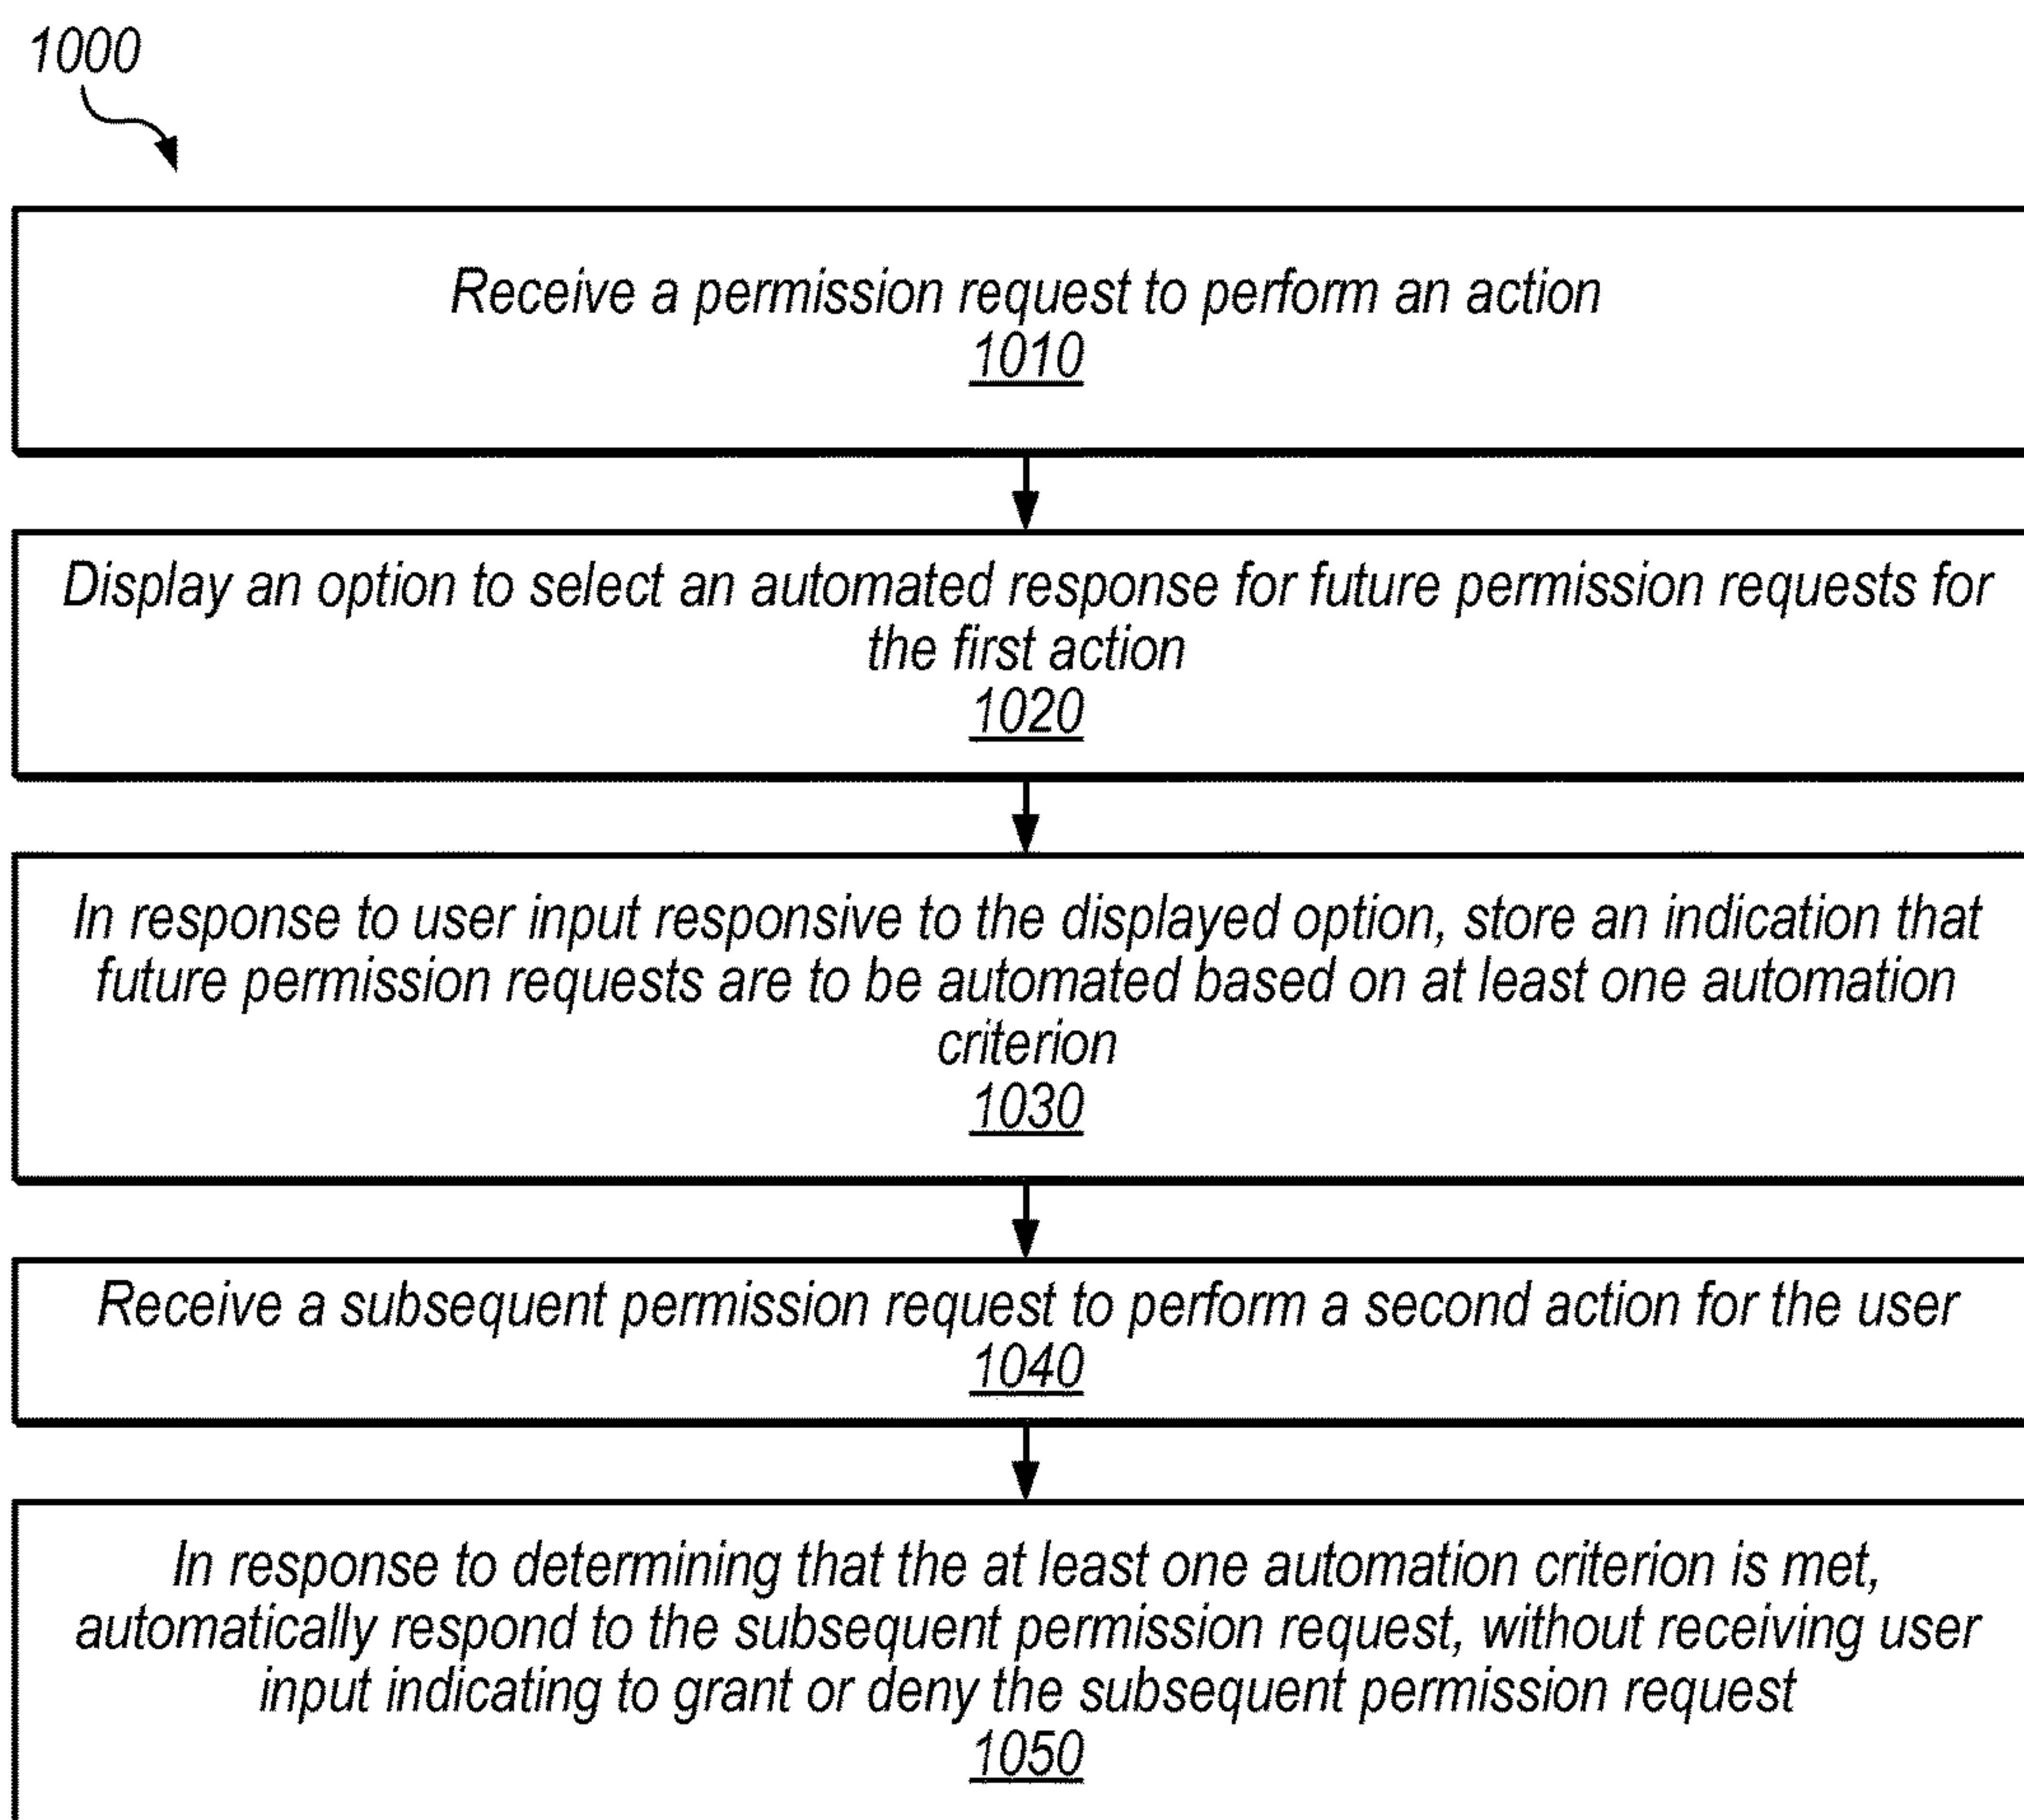 1000
Receive a permission request to perform an action
1010
Display an option to select an automated response for future permission requests for
the first action
1020
In response to user input responsive to the displayed option, store an indication that
future permission requests are to be automated based on at least one automation
criterion
1030
Receive a subsequent permission request to perform a second action for the user
1040
In response to determining that the at least one automation criterion is met,
automatically respond to the subsequent permission request, without receiving user
input indicating to grant or deny the subsequent permission request
1050